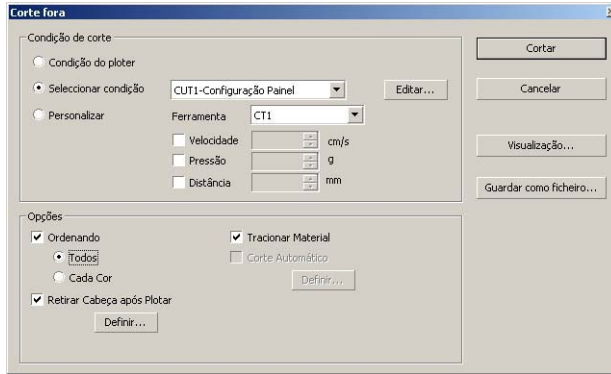 Corte fora
Condição de corte
Condição do ploter
Seleccionar condição
CUT1-Configuração Painel
Editar...
Personalizar
Ferramenta
CT1
Velocidade
cm/s
Pressão
g
Distância
mm
Cortar
Cancelar
Visualização...
Guardar como ficheiro...
Opções
Ordenando
Todos
Cada Cor
Retirar Cabeça após Plotar
Definir...
Tracionar Material
Corte Automático
Definir...